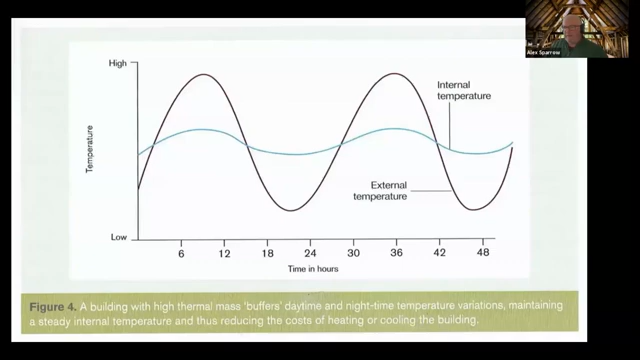 Alex Sparrow
High
Internal
temperature
Temperature
External
temperature
Low
6 12 18 24 30 36 42 48
Time in hours
Figure 4. A building with high thermal mass 'buffers' daytime and night-time temperature variations, maintaining
a steady internal temperature and thus reducing the costs of heating or cooling the building.